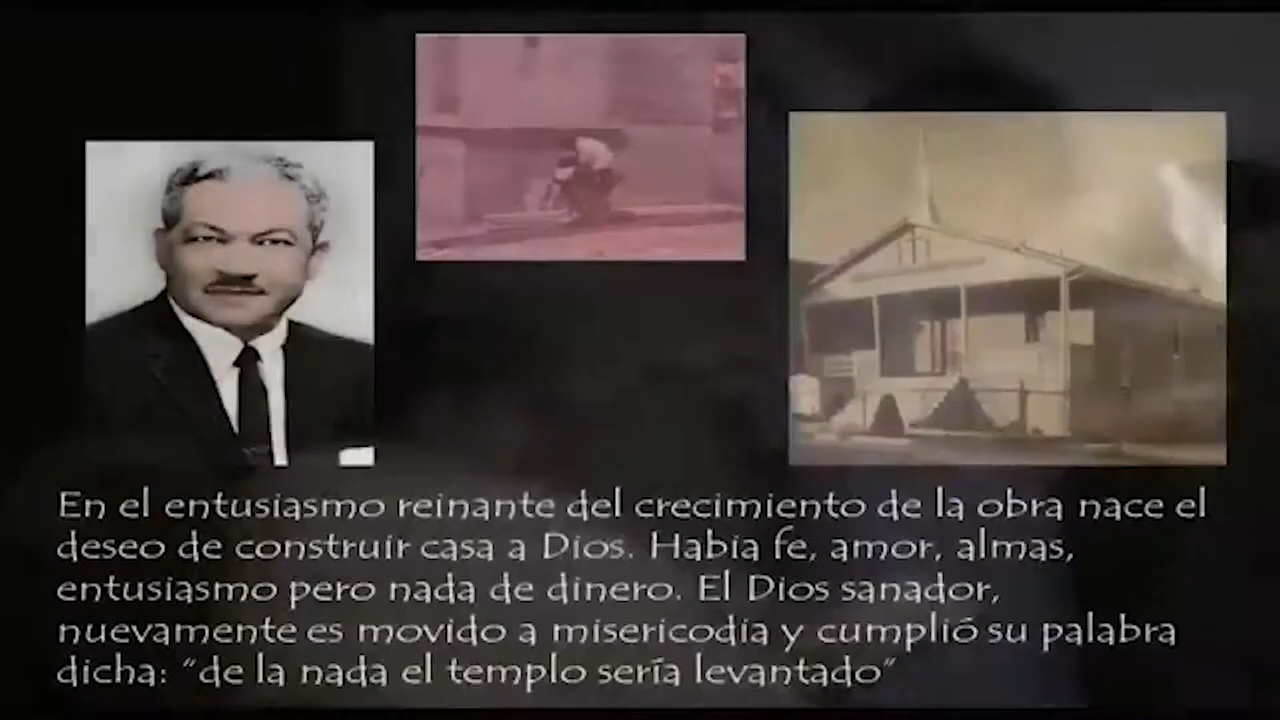 En el entusiasmo reinante del crecimiento de la obra nace el
deseo de construir casa a Dios. Había fe, amor, almas,
entusiasmo pero nada de dinero. El Dios sanador,
nuevamente es movido a misericodia y cumplió su palabra
dicha: “de la nada el templo sería levantado”